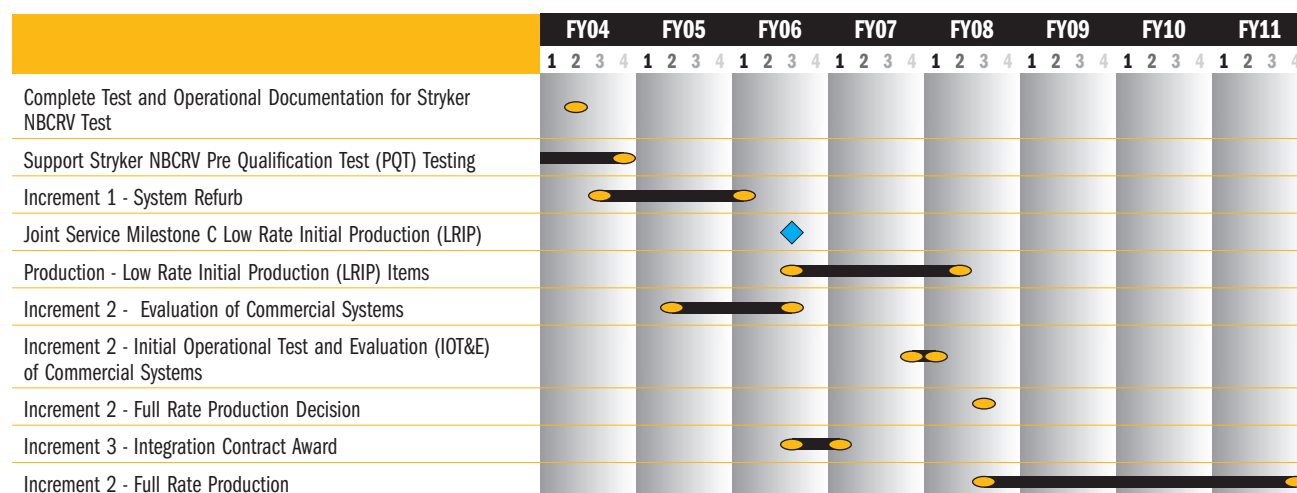 FY04 FY05 FY06 FY07 FY08 FY09 FY10 FY11
1 2 3 4 1 2 3 4 1 2 3 4 1 2 3 4 1 2 3 4 1 2 3 4 1 2 3 4 1 2 3 4
Complete Test and Operational Documentation for Stryker
NBCRV Test
Support Stryker NBCRV Pre Qualification Test (PQT) Testing
Increment 1 - System Refurb
Joint Service Milestone C Low Rate Initial Production (LRIP)
Production - Low Rate Initial Production (LRIP) Items
Increment 2 - Evaluation of Commercial Systems
Increment 2 - Initial Operational Test and Evaluation (IOT&E)
of Commercial Systems
Increment 2 - Full Rate Production Decision
Increment 3 - Integration Contract Award
Increment 2 - Full Rate Production